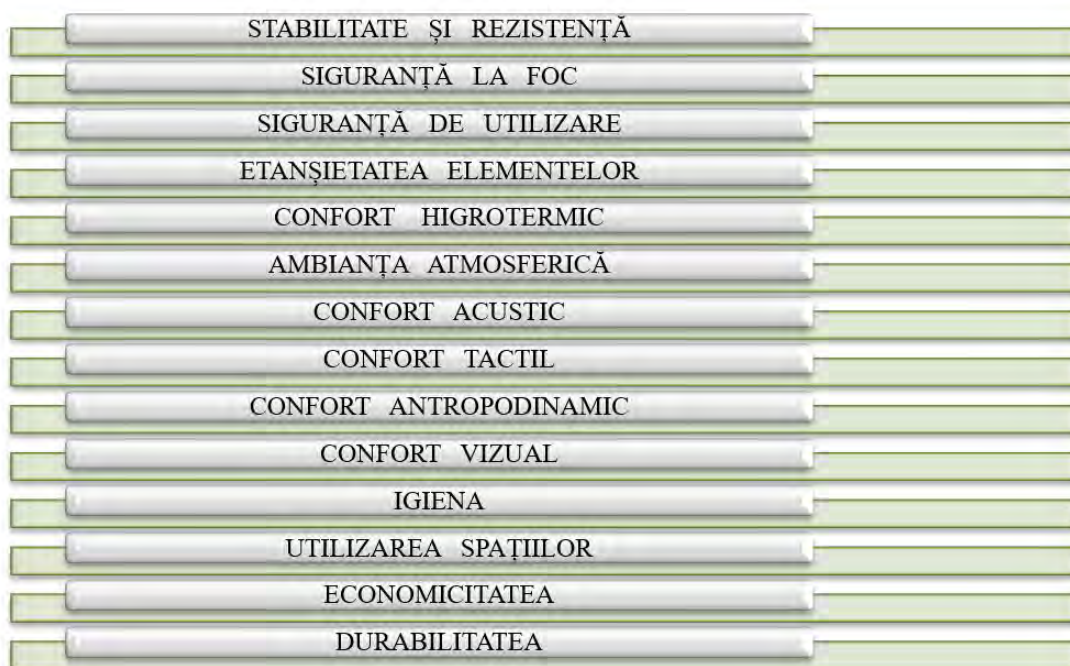 STABILITATE ȘI REZISTENȚĂ
SIGURANȚĂ LA FOC
SIGURANȚĂ DE UTILIZARE
ETANȘIETATEA ELEMENTELOR
CONFORT HIGROTERMIC
AMBIANȚA ATMOSFERICĂ
CONFORT ACUSTIC
CONFORT TACTIL
CONFORT ANTROPODINAMIC
CONFORT VIZUAL
IGIENA
UTILIZAREA SPAȚIILOR
ECONOMICITATEA
DURABILITATEA